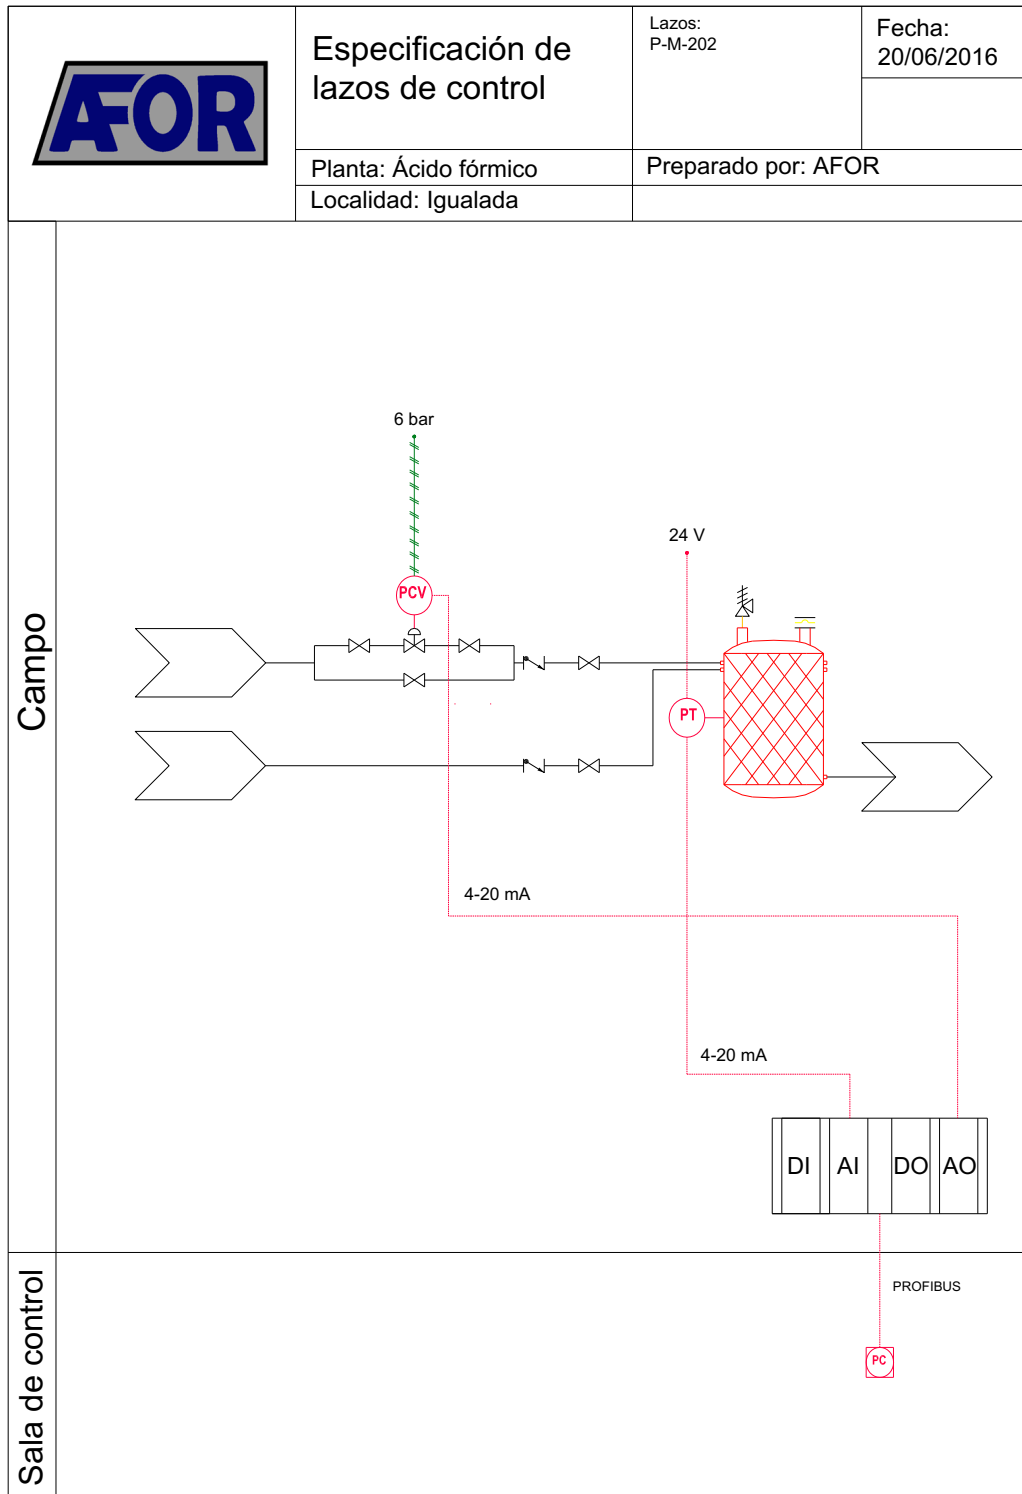 AFOR
Especificación de
lazos de control
Lazos:
P-M-202
Fecha:
20/06/2016
Planta: Ácido fórmico
Preparado por: AFOR
Localidad: Igualada
Campo
6 bar
PCV
24 V
PT
4-20 mA
4-20 mA
DI
AI
DO
AO
Sala de control
PROFIBUS
PC